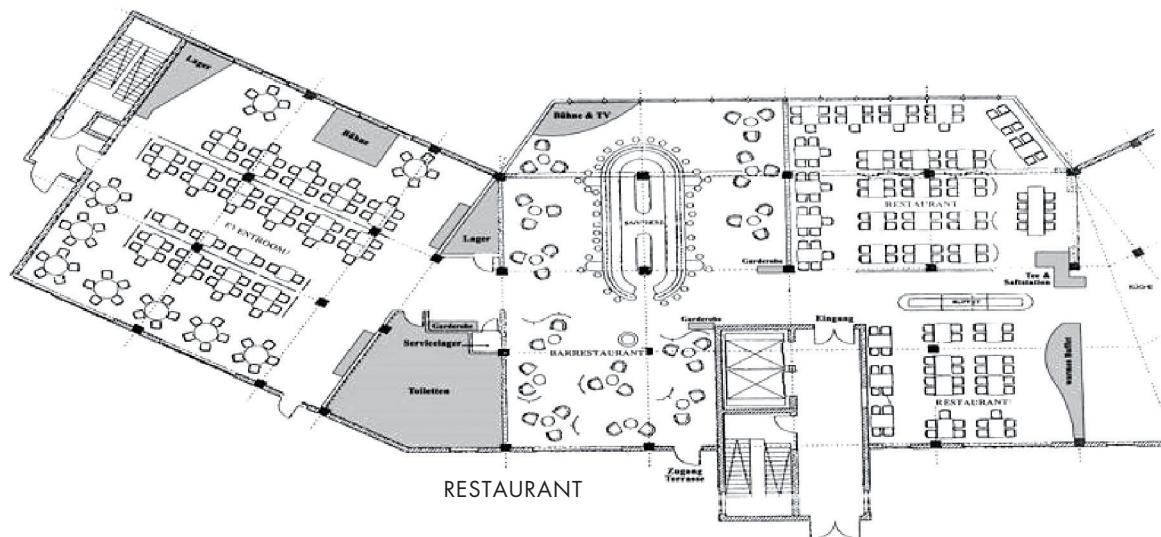 Lager
Bühne
EVENTROOM
Bühne & TV
Lager
Garderobe
Servicelager
Toiletten
Garderobe
Garderobe
BARRESTAURANT
Eingang
Zugang
Terrasse
RESTAURANT
Tee &
Saftstation
BUFFET
warmes Buffet
RESTAURANT
RESTAURANT